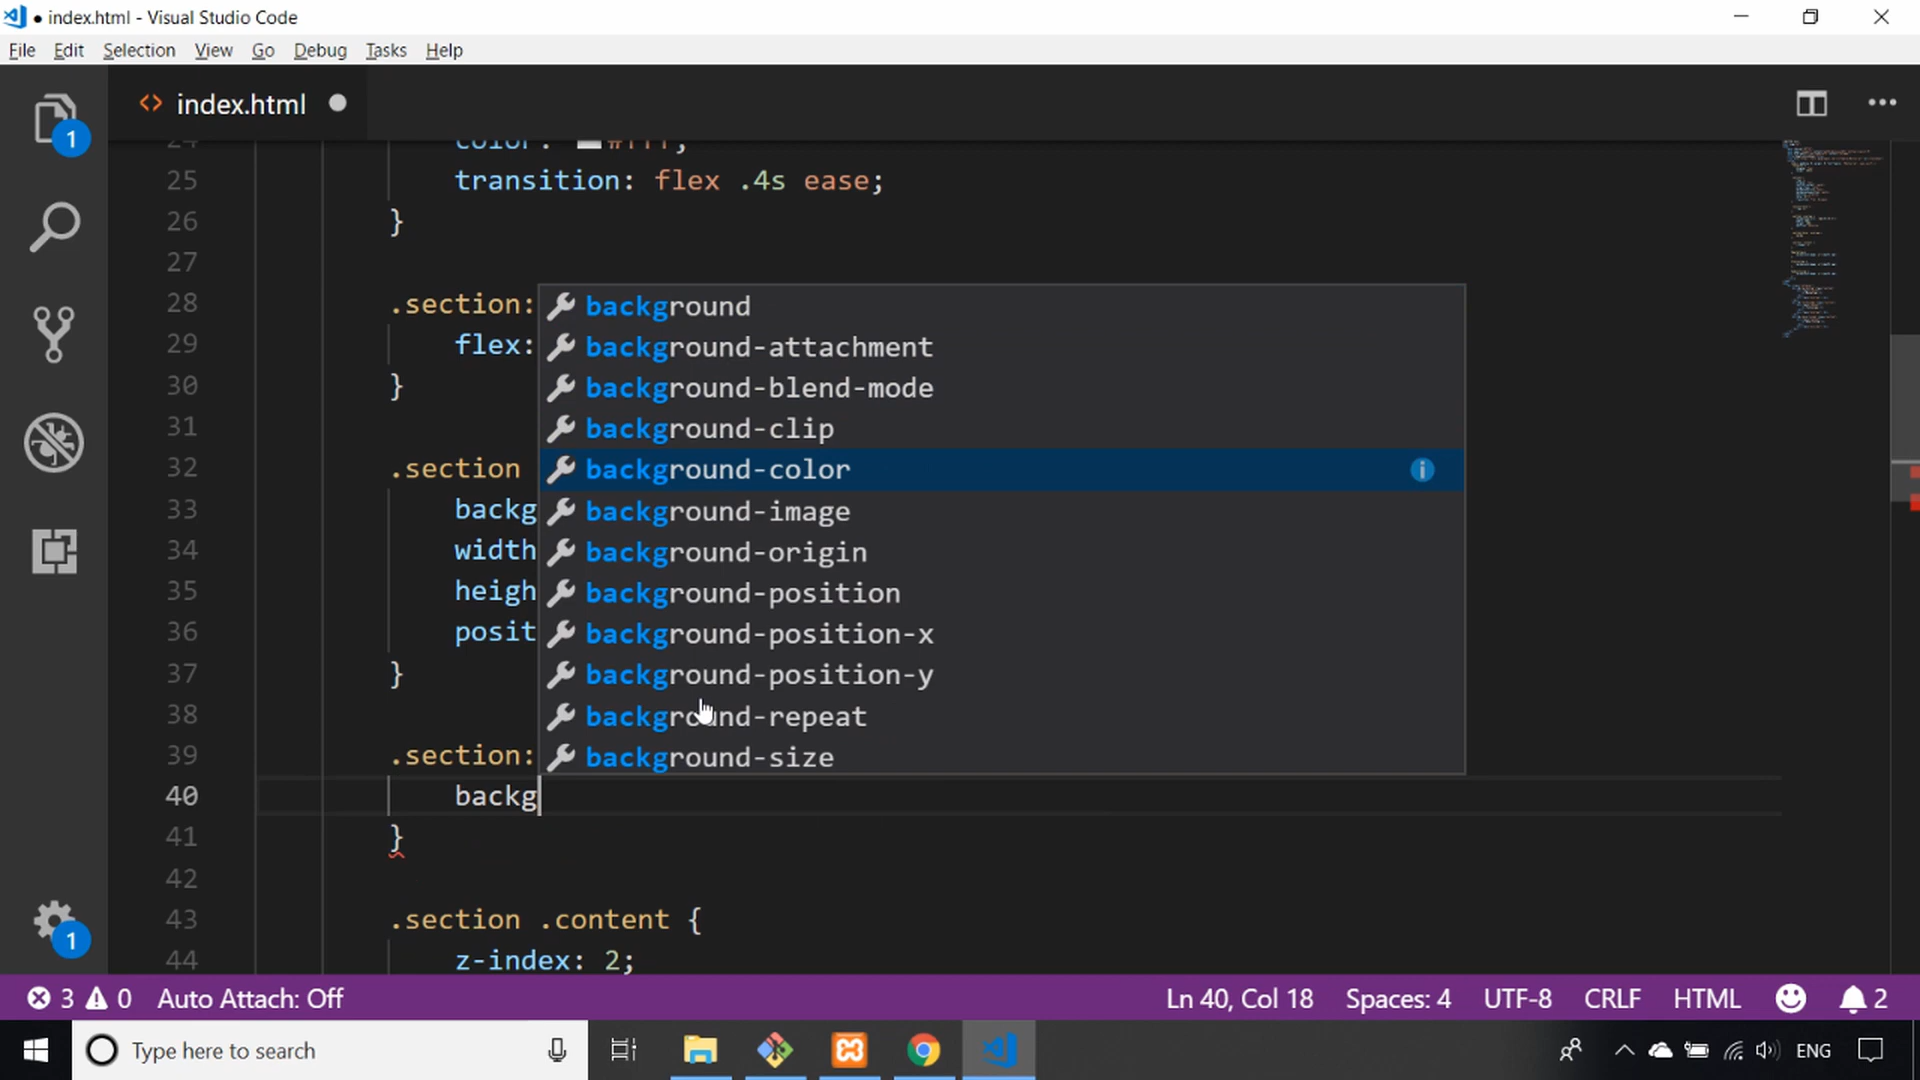 index.html - Visual Studio Code
File Edit Selection View Go Debug Tasks Help
1
<> index.html
24 color: #fff;
25 transition: flex .4s ease;
26 }
27
28 .section:
29 flex:
30 }
31
32 .section
33 backg
34 width
35 heigh
36 posit
37 }
38
39 .section:
40 backg
41 }
42
43 .section .content {
44 z-index: 2;
background
background-attachment
background-blend-mode
background-clip
background-color
background-image
background-origin
background-position
background-position-x
background-position-y
background-repeat
background-size
1
3 0 Auto Attach: Off Ln 40, Col 18 Spaces: 4 UTF-8 CRLF HTML 2
Type here to search ENG